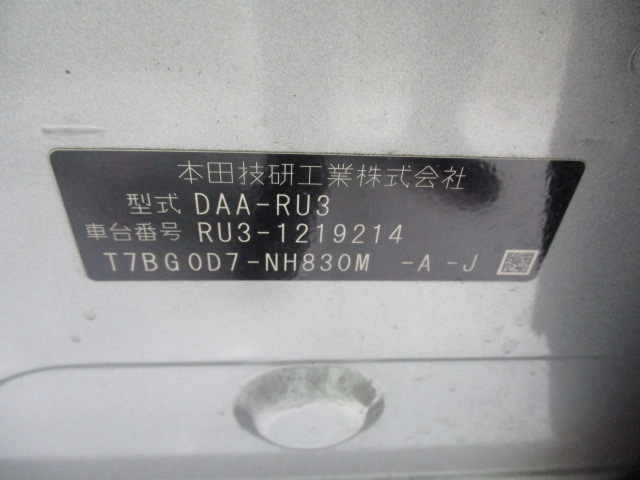 本田技研工業株式会社
型式 DAA-RU3
車台番号 RU3-1219214
T7BG0D7-NH830M -A -J